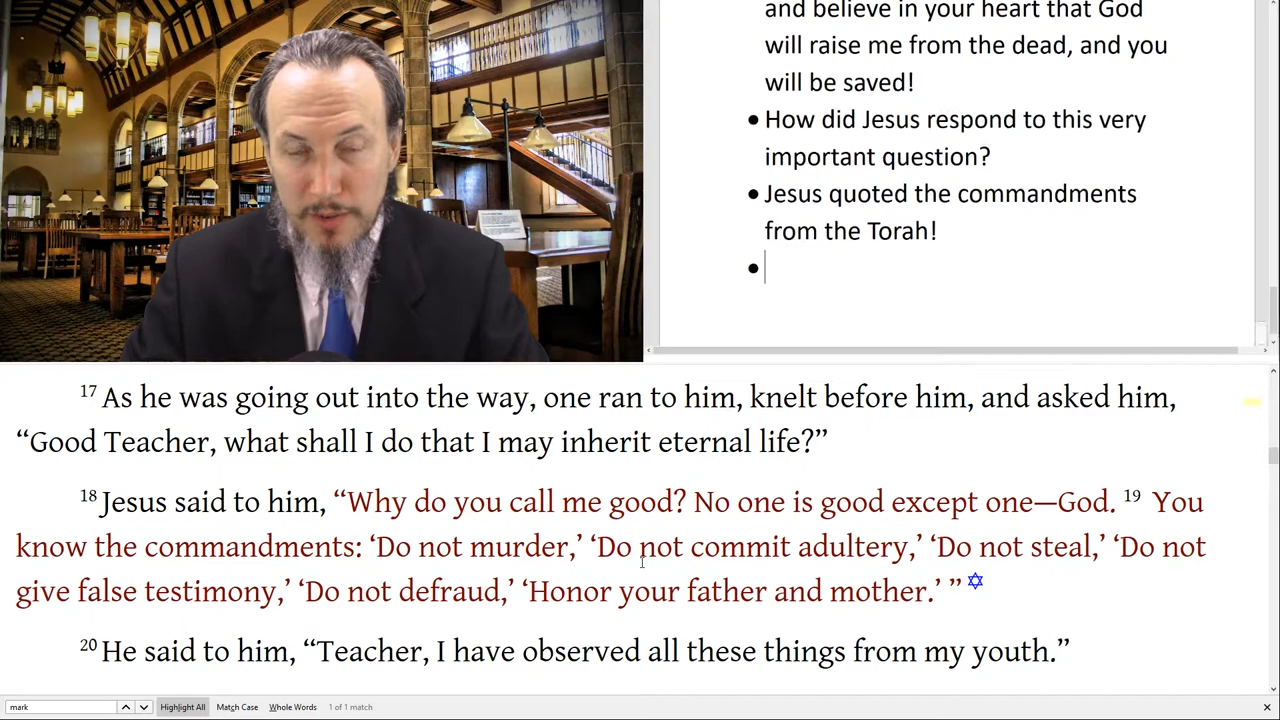 and believe in your heart that God
will raise me from the dead, and you
will be saved!
● How did Jesus respond to this very
important question?
● Jesus quoted the commandments
from the Torah!
●
17 As he was going out into the way, one ran to him, knelt before him, and asked him,
“Good Teacher, what shall I do that I may inherit eternal life?”
18 Jesus said to him, “Why do you call me good? No one is good except one—God. 19 You
know the commandments: ‘Do not murder,’ ‘Do not commit adultery,’ ‘Do not steal,’ ‘Do not
give false testimony,’ ‘Do not defraud,’ ‘Honor your father and mother.’ ” ✡
20 He said to him, “Teacher, I have observed all these things from my youth.”
mark
Highlight All Match Case Whole Words 1 of 1 match